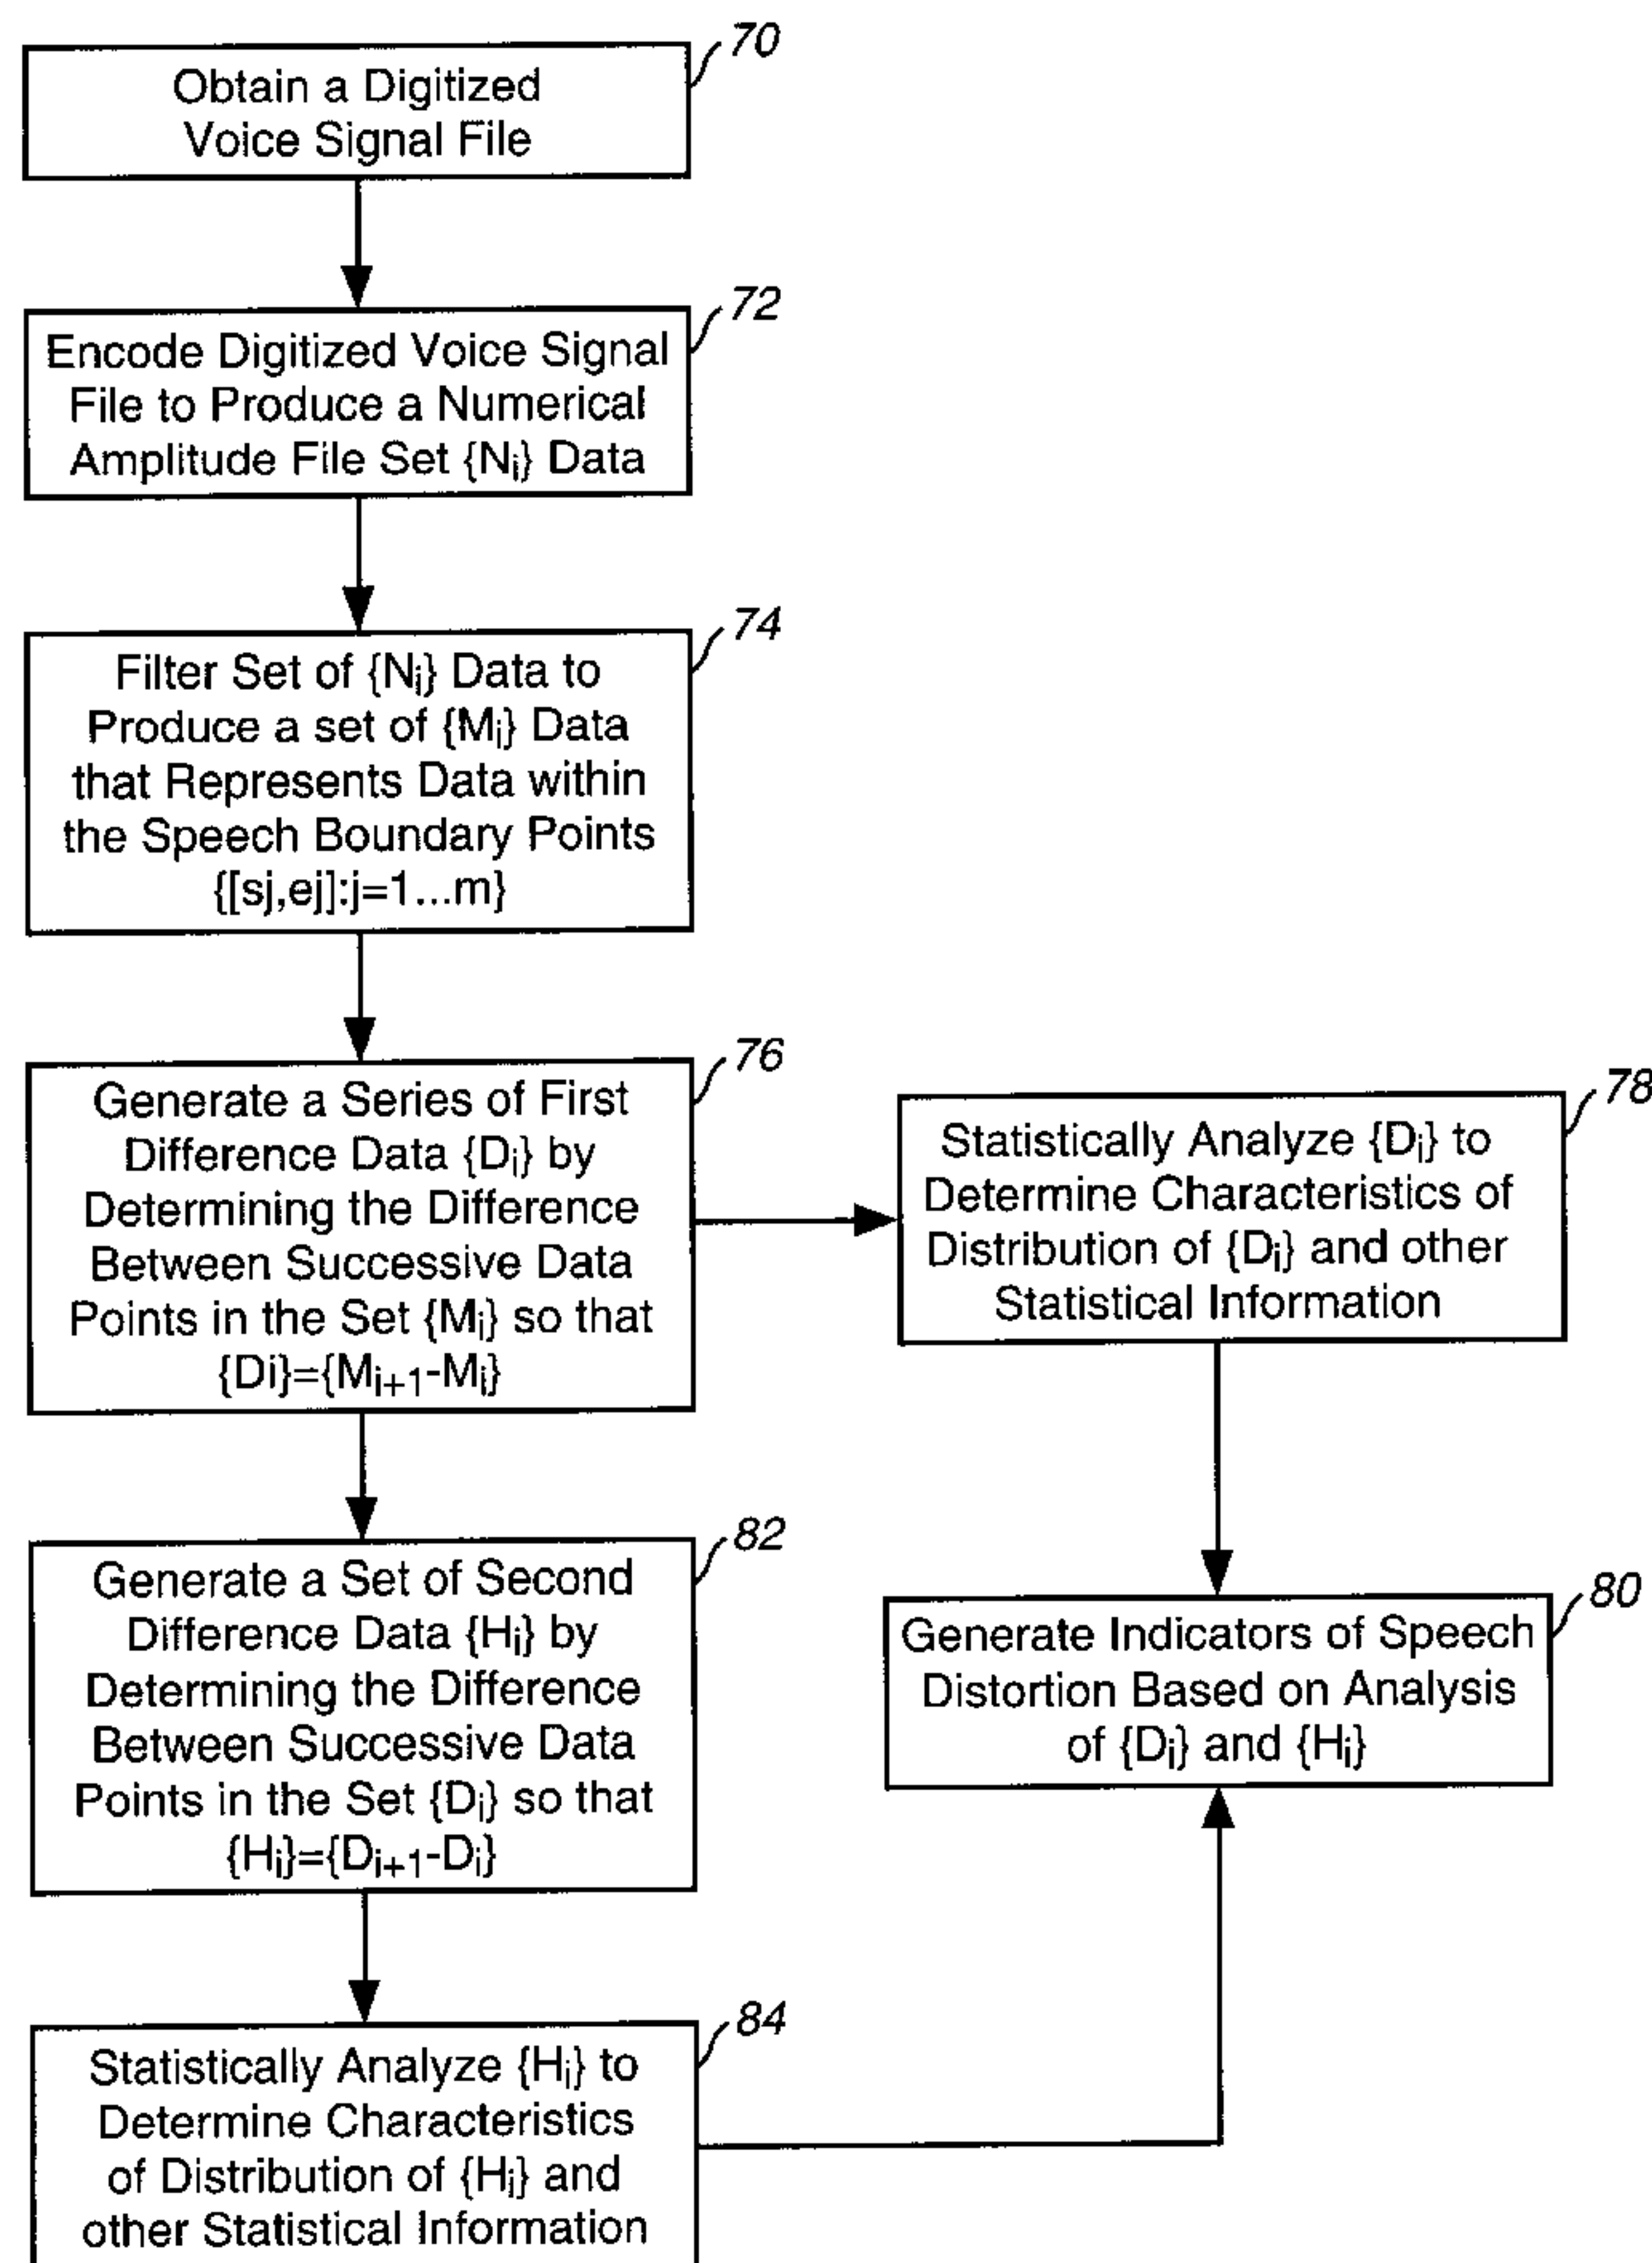 70
Obtain a Digitized
Voice Signal File
72
Encode Digitized Voice Signal
File to Produce a Numerical
Amplitude File Set {Ni} Data
74
Filter Set of {Ni} Data to
Produce a set of {Mi} Data
that Represents Data within
the Speech Boundary Points
{[sj,ej]:j=1...m}
76
Generate a Series of First
Difference Data {Di} by
Determining the Difference
Between Successive Data
Points in the Set {Mi} so that
{Di}={Mi+1-Mi}
78
Statistically Analyze {Di} to
Determine Characteristics of
Distribution of {Di} and other
Statistical Information
82
Generate a Set of Second
Difference Data {Hi} by
Determining the Difference
Between Successive Data
Points in the Set {Di} so that
{Hi}={Di+1-Di}
80
Generate Indicators of Speech
Distortion Based on Analysis
of {Di} and {Hi}
84
Statistically Analyze {Hi} to
Determine Characteristics
of Distribution of {Hi} and
other Statistical Information